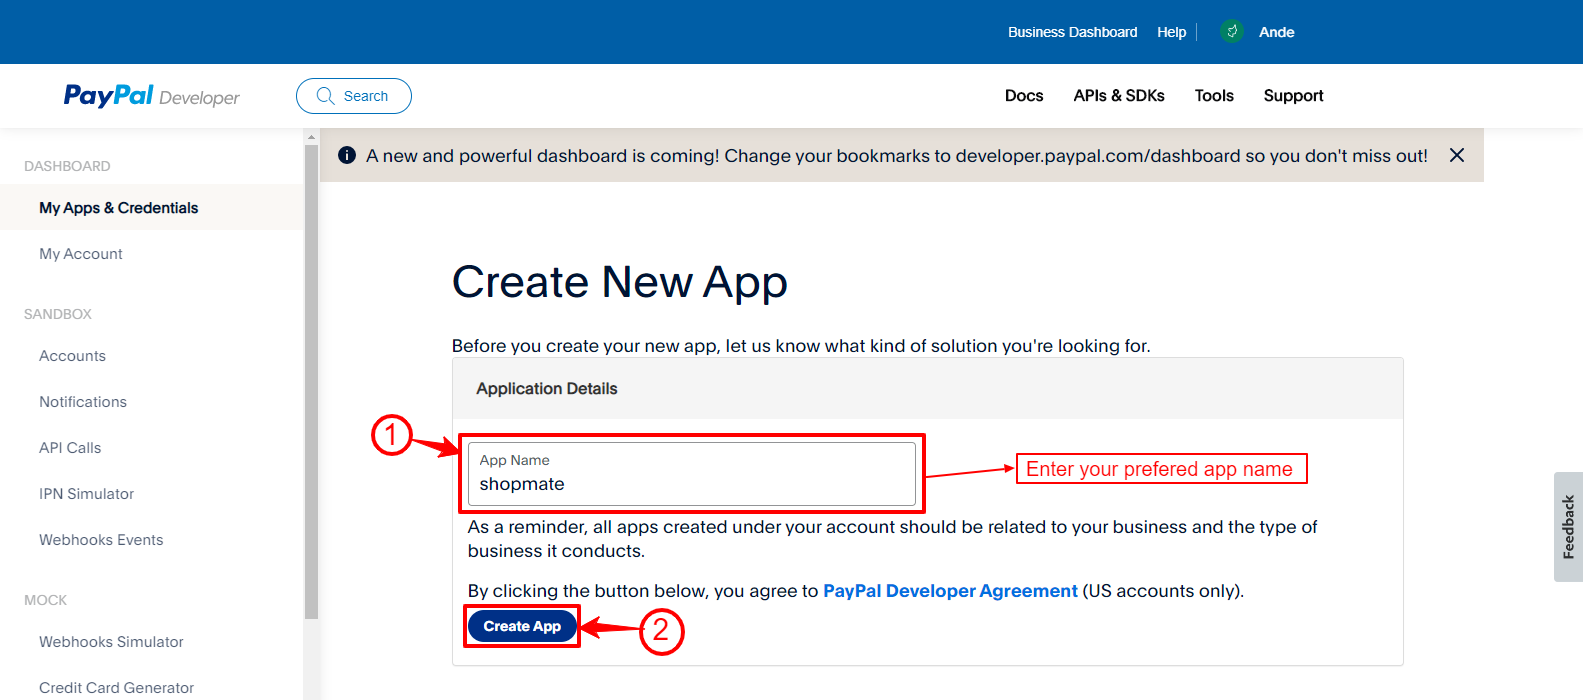 Business Dashboard Help Ande
PayPal Developer Search Docs APIs & SDKs Tools Support
A new and powerful dashboard is coming! Change your bookmarks to developer.paypal.com/dashboard so you don't miss out!
DASHBOARD
My Apps & Credentials
My Account
SANDBOX
Accounts
Notifications
API Calls
IPN Simulator
Webhooks Events
MOCK
Webhooks Simulator
Credit Card Generator
Create New App
Before you create your new app, let us know what kind of solution you're looking for.
Application Details
1
App Name
shopmate
Enter your prefered app name
As a reminder, all apps created under your account should be related to your business and the type of
business it conducts.
By clicking the button below, you agree to PayPal Developer Agreement (US accounts only).
Create App
2
Feedback